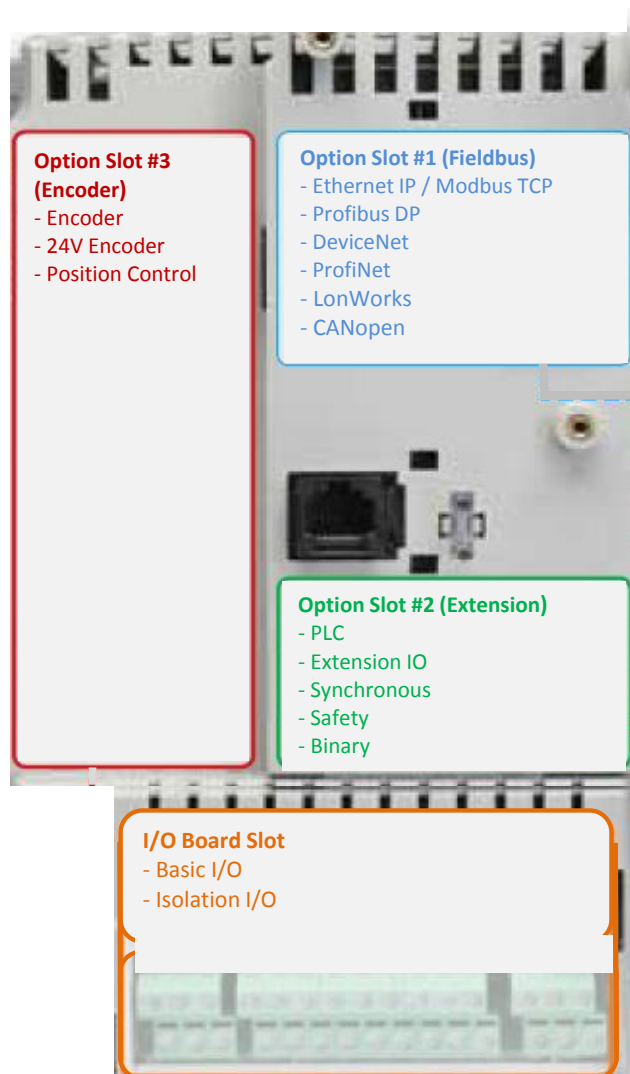 Option Slot #3
(Encoder)
- Encoder
- 24V Encoder
- Position Control
Option Slot #1 (Fieldbus)
- Ethernet IP / Modbus TCP
- Profibus DP
- DeviceNet
- ProfiNet
- LonWorks
- CANopen
Option Slot #2 (Extension)
- PLC
- Extension IO
- Synchronous
- Safety
- Binary
I/O Board Slot
- Basic I/O
- Isolation I/O